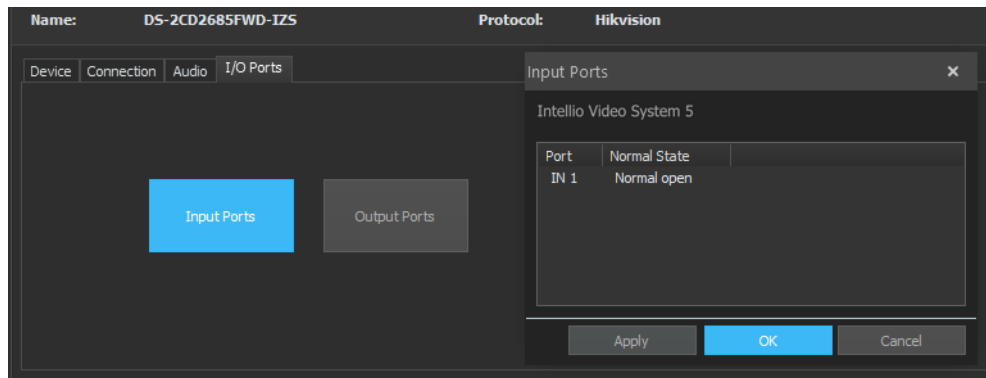 Name: DS-2CD2685FWD-IZS Protocol: Hikvision
Device Connection Audio I/O Ports
Input Ports Output Ports
Input Ports ×
Intellio Video System 5
Port Normal State
IN 1 Normal open
Apply OK Cancel